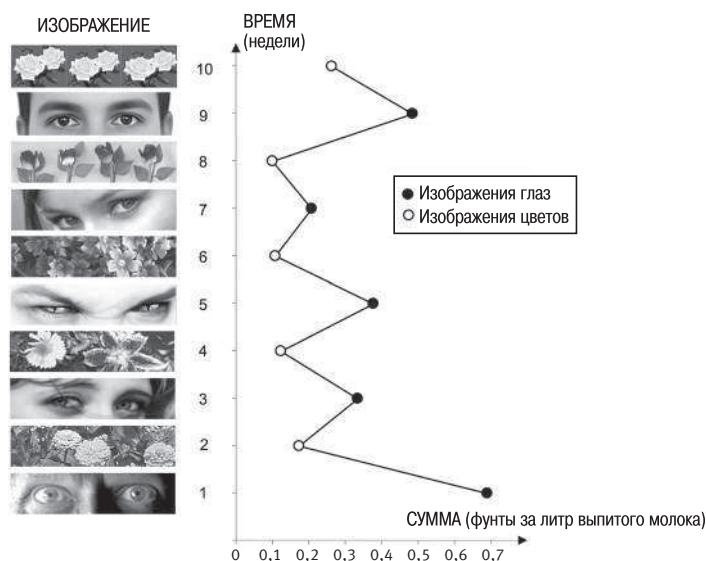 ИЗОБРАЖЕНИЕ
ВРЕМЯ
(недели)
10
9
8
7
6
5
4
3
2
1
Изображения глаз
Изображения цветов
СУММА (фунты за литр выпитого молока)
0 0,1 0,2 0,3 0,4 0,5 0,6 0,7